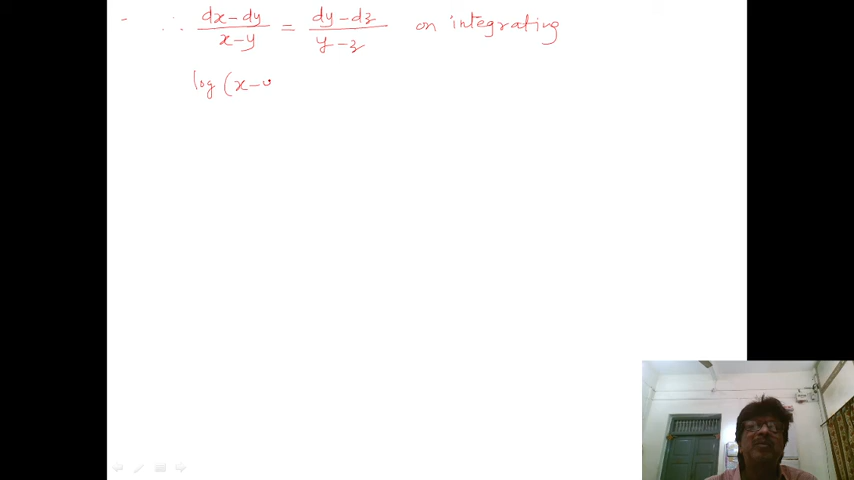 ∴ dx-dy/x-y = dy-dz/y-z on integrating
log (x-